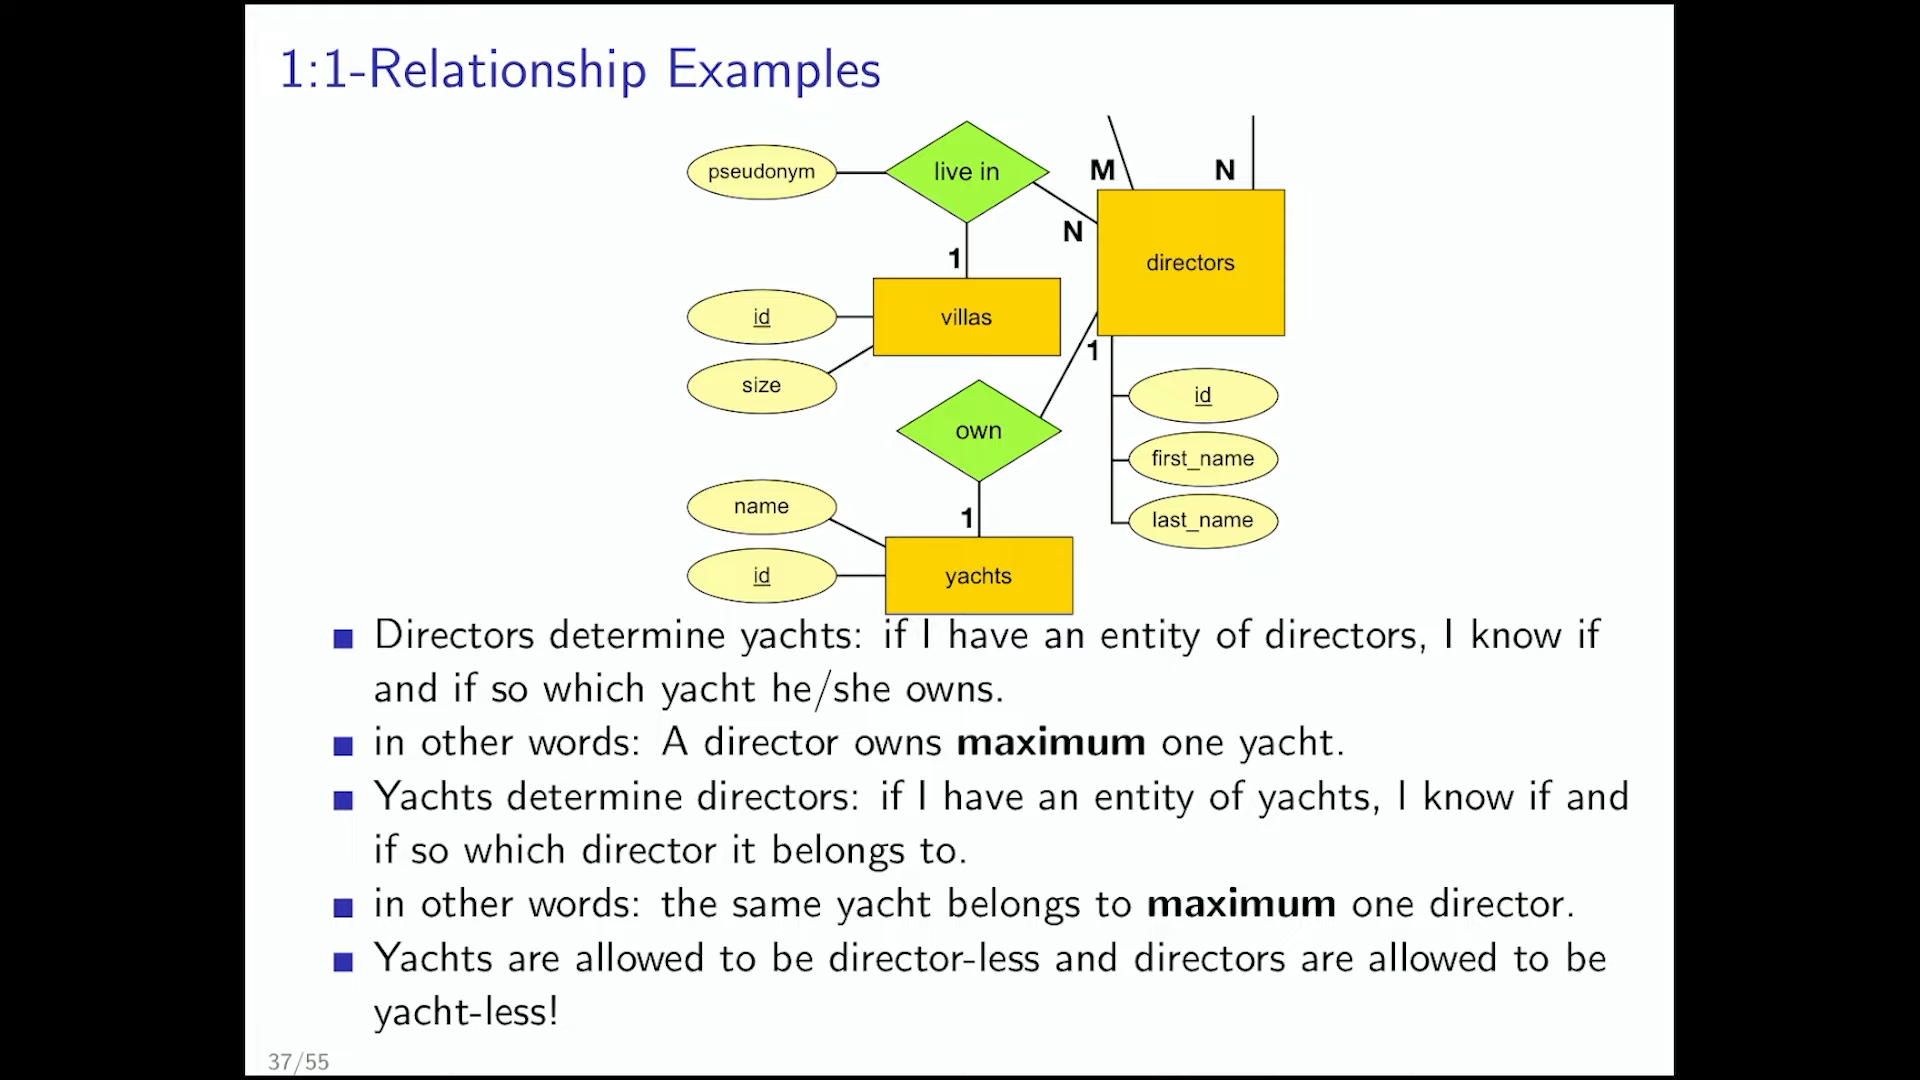 1:1-Relationship Examples
pseudonym
live in
M
N
N
1
directors
id
villas
size
1
id
own
first_name
name
1
last_name
id
yachts
Directors determine yachts: if I have an entity of directors, I know if
and if so which yacht he/she owns.
in other words: A director owns maximum one yacht.
Yachts determine directors: if I have an entity of yachts, I know if and
if so which director it belongs to.
in other words: the same yacht belongs to maximum one director.
Yachts are allowed to be director-less and directors are allowed to be
yacht-less!
37/55